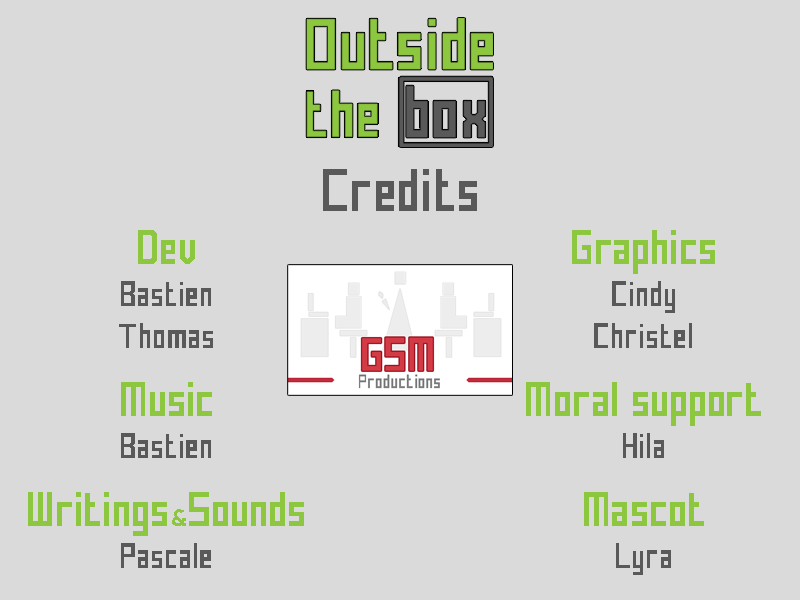 Outside
the box
Credits
Dev
Bastien
Thomas
Music
Bastien
Writings&Sounds
Pascale
GSM
Productions
Graphics
Cindy
Christel
Moral support
Hila
Mascot
Lyra